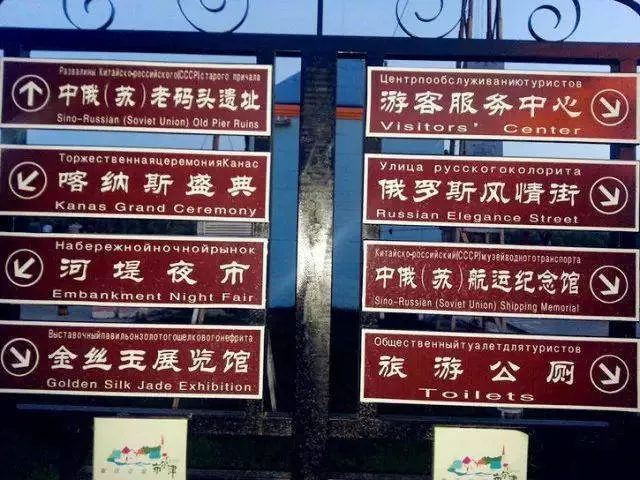 Развалины Китайско-российского(СССР)старого причала
中俄（苏）老码头遗址
Sino-Russian (Soviet Union) Old Pier Ruins
ТоржественнаяцеремонияКанас
喀纳斯盛典
Kanas Grand Ceremony
Набережнойночнойрынок
河堤夜市
Embankment Night Fair
Выставочныйпавильонзолотогошелковогонефрита
金丝玉展览馆
Golden Silk Jade Exhibition
Центрпообслуживаниютуристов
游客服务中心
Visitors' Center
Улица русскогоколорита
俄罗斯风情街
Russian Elegance Street
Китайско-российский(СССР)музейводноготранспорта
中俄（苏）航运纪念馆
Sino-Russian (Soviet Union) Shipping Memorial
Общественныйтуалетдлятуристов
旅游公厕
Toilets